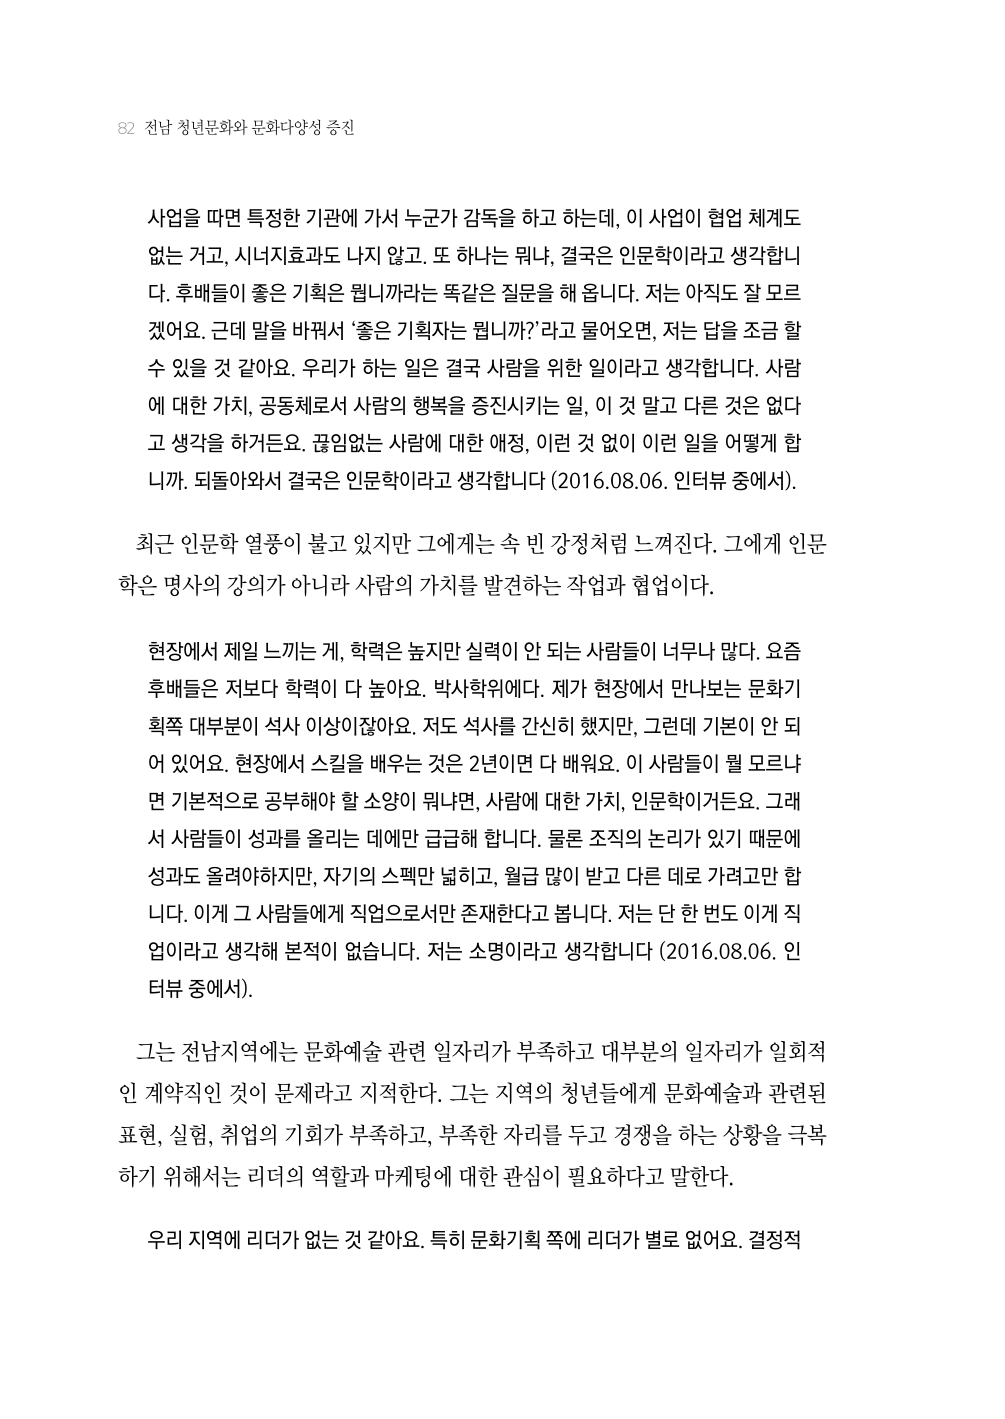 82 전남 청년문화와 문화다양성 증진
사업을 따면 특정한 기관에 가서 누군가 감독을 하고 하는데, 이 사업이 협업 체계도
없는 거고, 시너지효과도 나지 않고. 또 하나는 뭐냐, 결국은 인문학이라고 생각합니
다. 후배들이 좋은 기획은 뭡니까라는 똑같은 질문을 해 옵니다. 저는 아직도 잘 모르
겠어요. 근데 말을 바꿔서 ‘좋은 기획자는 뭡니까?’라고 물어오면, 저는 답을 조금 할
수 있을 것 같아요. 우리가 하는 일은 결국 사람을 위한 일이라고 생각합니다. 사람
에 대한 가치, 공동체로서 사람의 행복을 증진시키는 일, 이 것 말고 다른 것은 없다
고 생각을 하거든요. 끊임없는 사람에 대한 애정, 이런 것 없이 이런 일을 어떻게 합
니까. 되돌아와서 결국은 인문학이라고 생각합니다 (2016.08.06. 인터뷰 중에서).
최근 인문학 열풍이 불고 있지만 그에게는 속 빈 강정처럼 느껴진다. 그에게 인문
학은 명사의 강의가 아니라 사람의 가치를 발견하는 작업과 협업이다.
현장에서 제일 느끼는 게, 학력은 높지만 실력이 안 되는 사람들이 너무나 많다. 요즘
후배들은 저보다 학력이 다 높아요. 박사학위에다. 제가 현장에서 만나보는 문화기
획쪽 대부분이 석사 이상이잖아요. 저도 석사를 간신히 했지만, 그런데 기본이 안 되
어 있어요. 현장에서 스킬을 배우는 것은 2년이면 다 배워요. 이 사람들이 뭘 모르냐
면 기본적으로 공부해야 할 소양이 뭐냐면, 사람에 대한 가치, 인문학이거든요. 그래
서 사람들이 성과를 올리는 데에만 급급해 합니다. 물론 조직의 논리가 있기 때문에
성과도 올려야하지만, 자기의 스펙만 넓히고, 월급 많이 받고 다른 데로 가려고만 합
니다. 이게 그 사람들에게 직업으로서만 존재한다고 봅니다. 저는 단 한 번도 이게 직
업이라고 생각해 본적이 없습니다. 저는 소명이라고 생각합니다 (2016.08.06. 인
터뷰 중에서).
그는 전남지역에는 문화예술 관련 일자리가 부족하고 대부분의 일자리가 일회적
인 계약직인 것이 문제라고 지적한다. 그는 지역의 청년들에게 문화예술과 관련된
표현, 실험, 취업의 기회가 부족하고, 부족한 자리를 두고 경쟁을 하는 상황을 극복
하기 위해서는 리더의 역할과 마케팅에 대한 관심이 필요하다고 말한다.
우리 지역에 리더가 없는 것 같아요. 특히 문화기획 쪽에 리더가 별로 없어요. 결정적